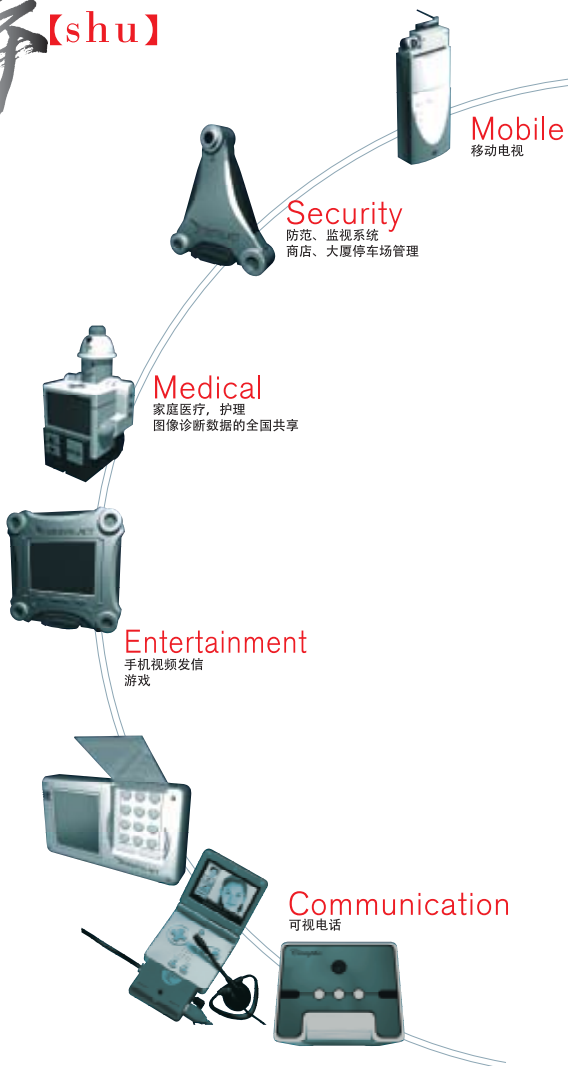 【shu】
Mobile
移动电视
Security
防范、监视系统
商店、大厦停车场管理
Medical
家庭医疗，护理
图像诊断数据的全国共享
Entertainment
手机视频发信
游戏
Communication
可视电话